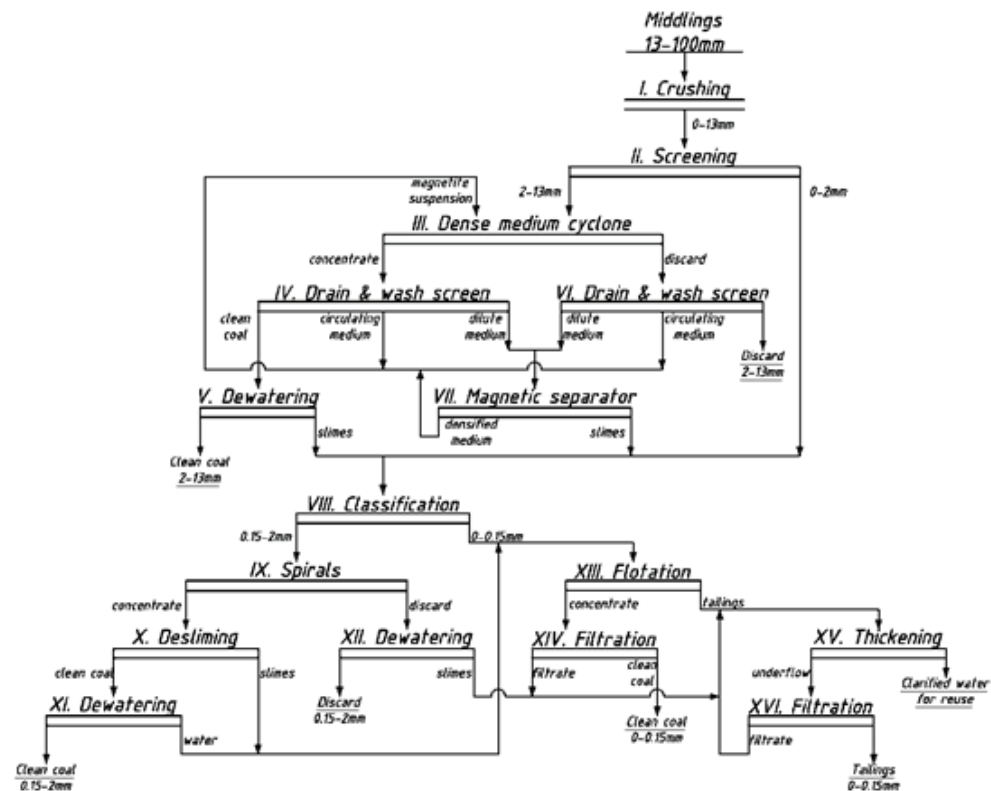 Middlings
13-100mm
I. Crushing
0-13mm
Ii. Screening
magnetite
suspension
2-13mm
0-2mm
III. Dense medium cyclone
concentrate
discard
IV. Drain & wash screen
VI. Drain & wash screen
clean
coal
circulating
medium
dilute
medium
dilute
medium
circulating
medium
Discard
2-13mm
V. Dewatering
VII. Magnetic separator
slimes
densified
medium
slimes
Clean coal
2-13mm
VIII. Classification
0.15-2mm
0-0.15mm
IX. Spirals
XIII. Flotation
concentrate
discard
concentrate
tailings
X. Desliming
XII. Dewatering
XIV. Filtration
XV. Thickening
clean coal
slimes
slimes
filtrate
clean
coal
underflow
Discard
0.15-2mm
Clarified water
for reuse
XI. Dewatering
XVI. Filtration
water
Clean coal
0-0.15mm
filtrate
Clean coal
0.15-2mm
Tailings
0-0.15mm